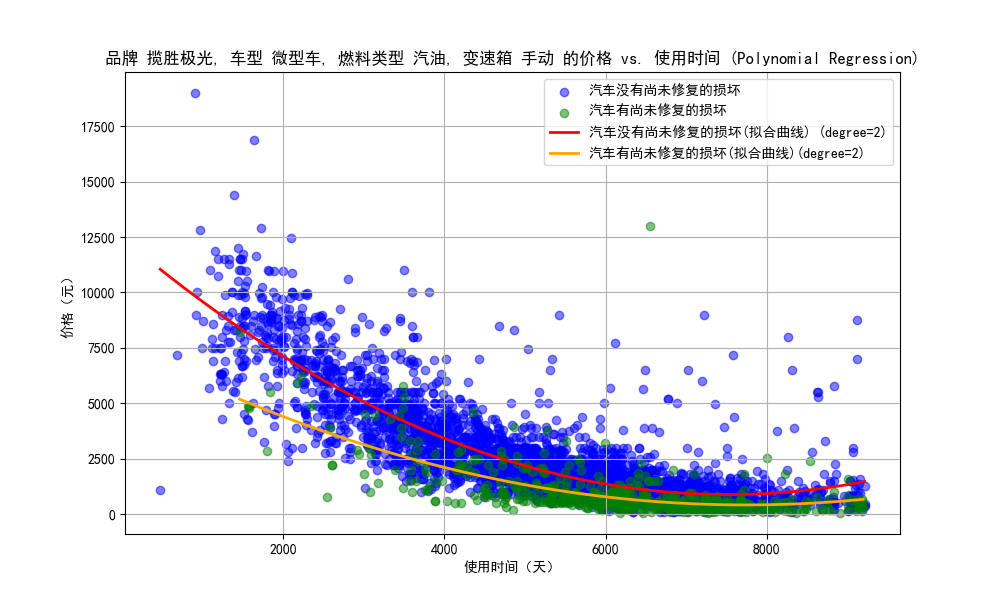 品牌 揽胜极光, 车型 微型车, 燃料类型 汽油, 变速箱 手动 的价格 vs. 使用时间 (Polynomial Regression)
汽车没有尚未修复的损坏
汽车有尚未修复的损坏
汽车没有尚未修复的损坏(拟合曲线) (degree=2)
汽车有尚未修复的损坏(拟合曲线)(degree=2)
价格（元）
17500
15000
12500
10000
7500
5000
2500
0
2000
4000
6000
8000
使用时间（天）